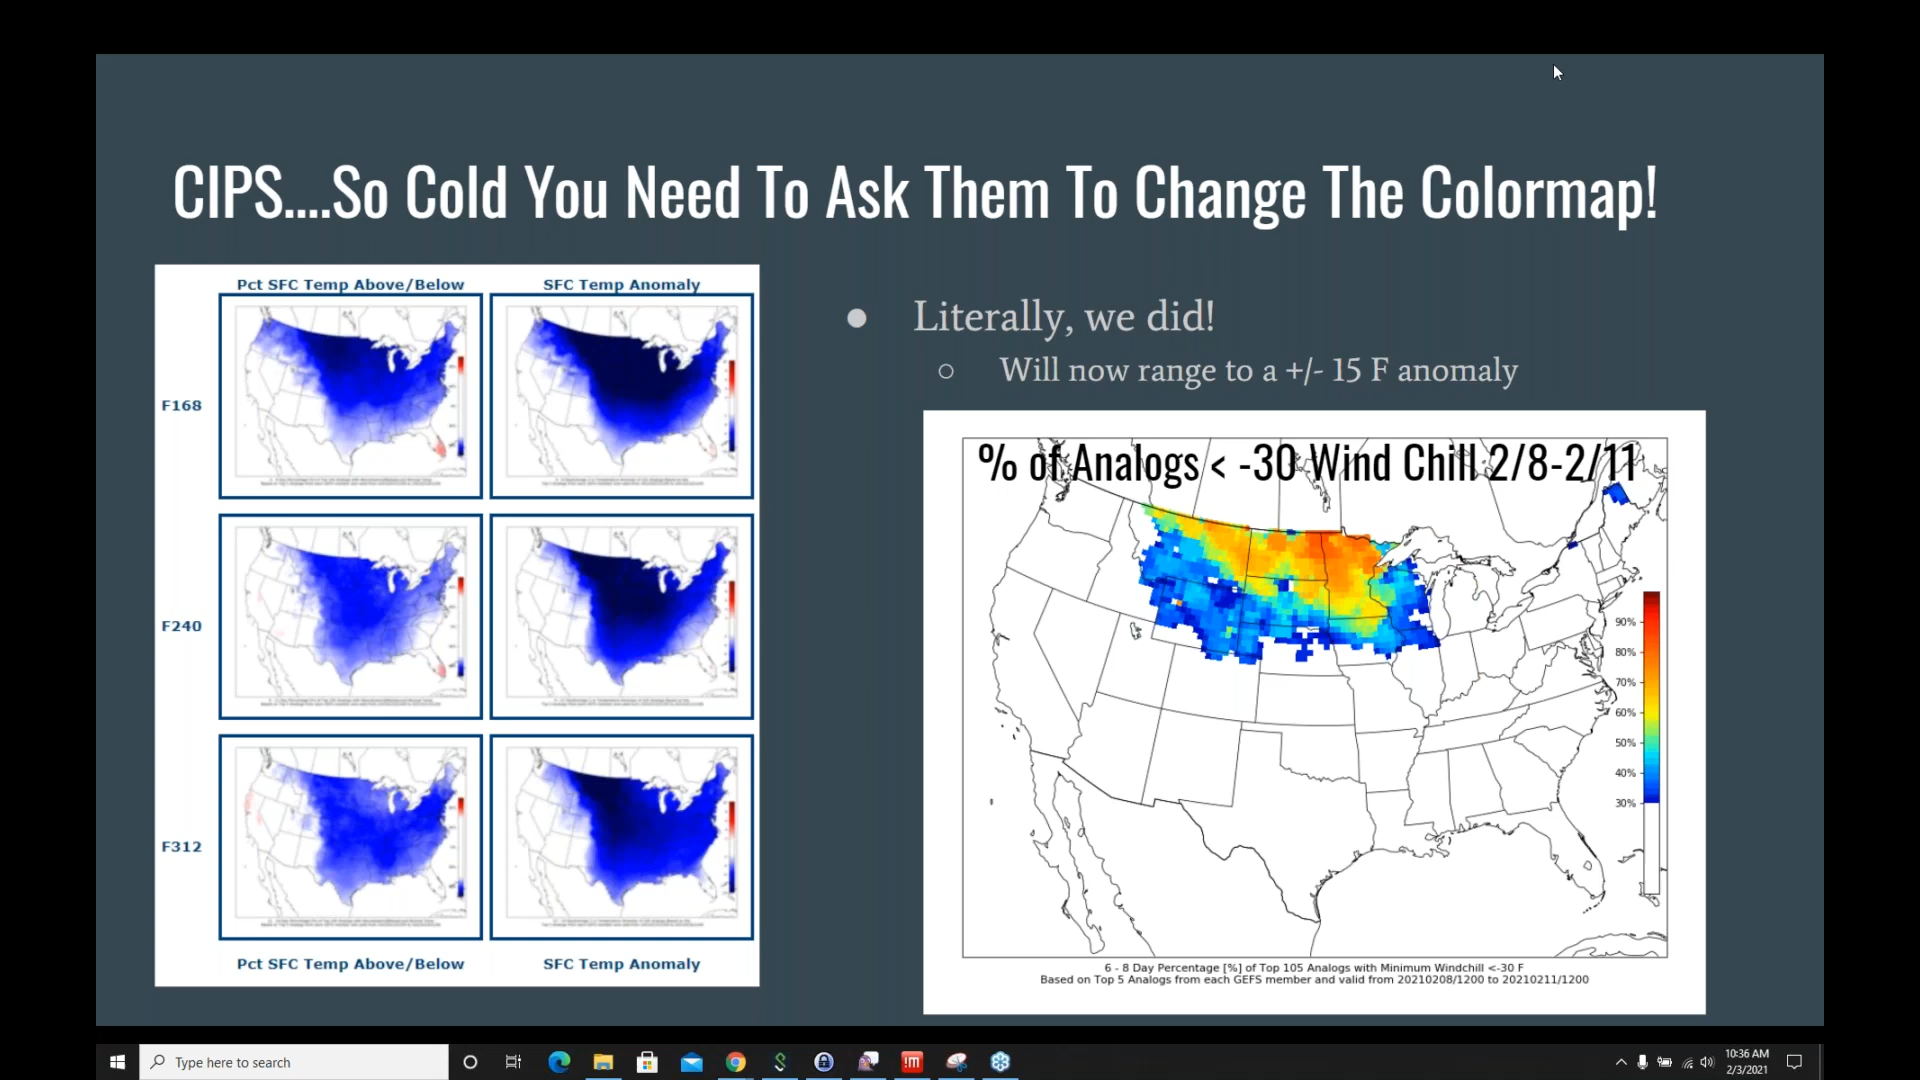 CIPS....So Cold You Need To Ask Them To Change The Colormap!
Pct SFC Temp Above/Below
SFC Temp Anomaly
F168
F240
F312
Pct SFC Temp Above/Below
SFC Temp Anomaly
● Literally, we did!
○ Will now range to a +/- 15 F anomaly
% of Analogs < -30 Wind Chill 2/8-2/11
90%
80%
70%
60%
50%
40%
30%
6 - 8 Day Percentage [%] of Top 105 Analogs with Minimum Windchill <-30 F
Based on Top 5 Analogs from each GEFS member and valid from 20210208/1200 to 20210211/1200
Type here to search
!M
10:36 AM
2/3/2021